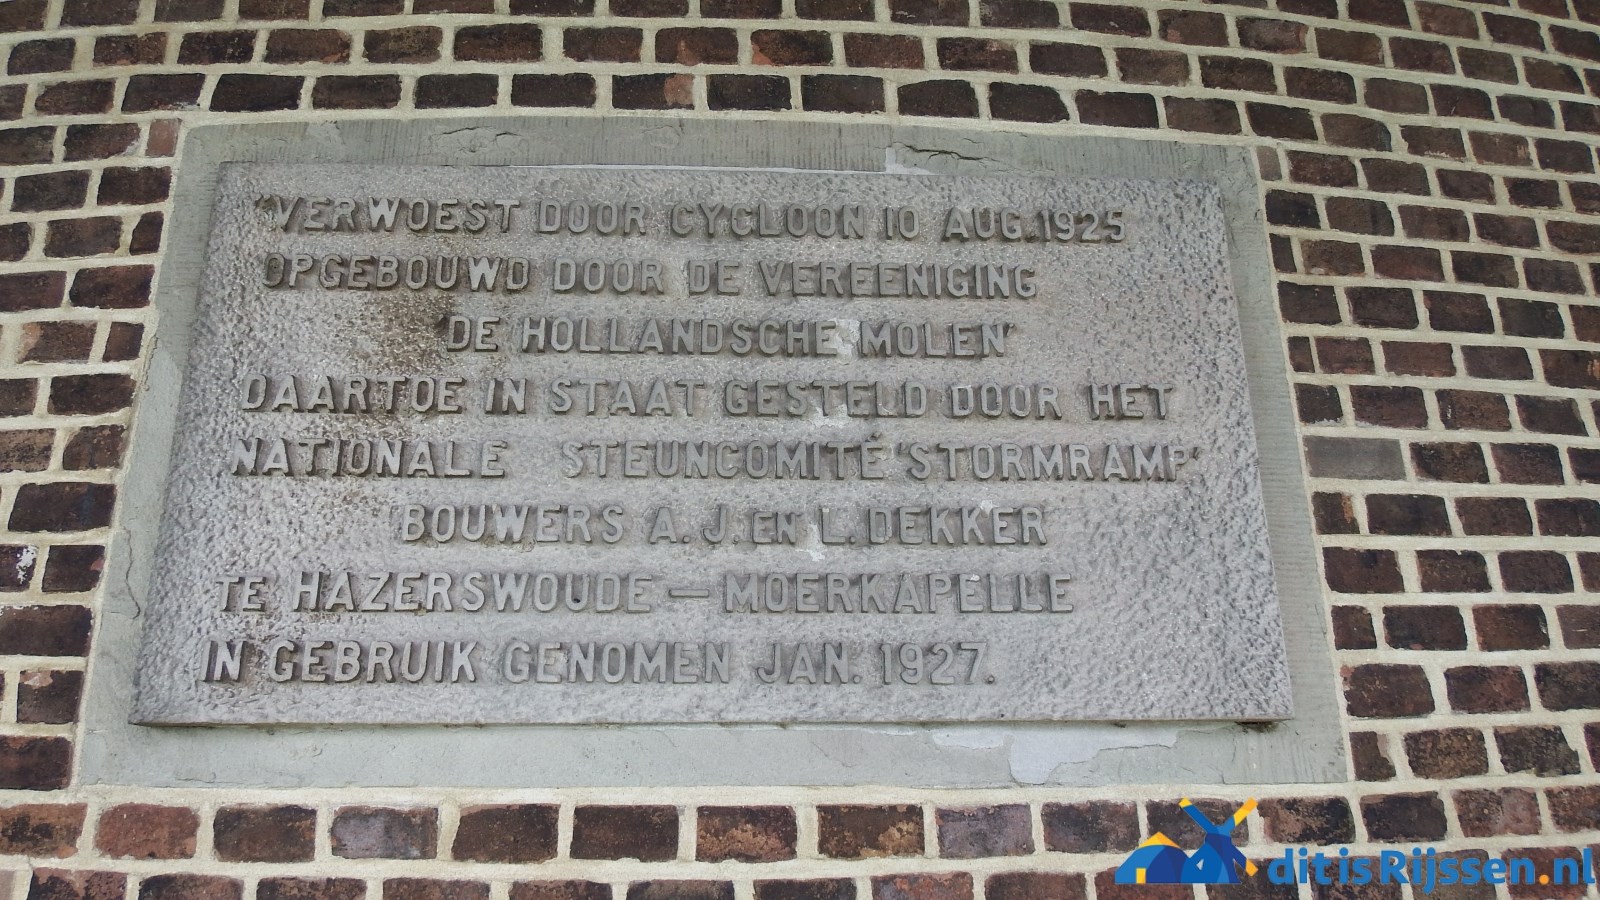 "VERWOEST DOOR CYCLOON 10 AUG. 1925
OPGEBOUWD DOOR DE VEREENIGING
'DE HOLLANDSCHE MOLEN'
DAARTOE IN STAAT GESTELD DOOR HET
NATIONALE STEUNCOMITÉ 'STORMRAMP'
BOUWERS A. J. EN L. DEKKER
TE HAZERSWOUDE — MOERKAPELLE
IN GEBRUIK GENOMEN JAN. 1927.
ditisRijssen.nl